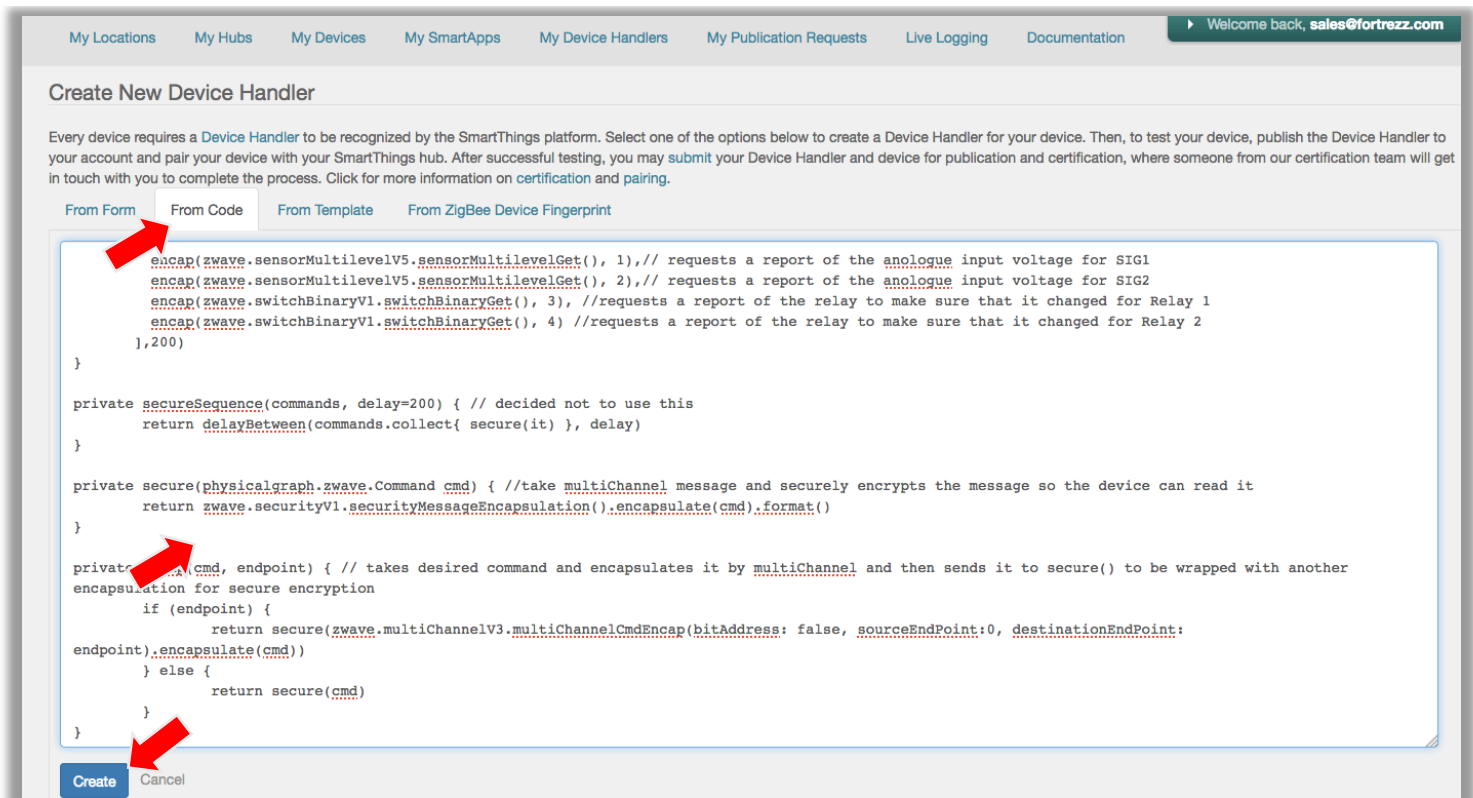 My Locations My Hubs My Devices My SmartApps My Device Handlers My Publication Requests Live Logging Documentation Welcome back, sales@fortrezz.com
Create New Device Handler
Every device requires a Device Handler to be recognized by the SmartThings platform. Select one of the options below to create a Device Handler for your device. Then, to test your device, publish the Device Handler to
your account and pair your device with your SmartThings hub. After successful testing, you may submit your Device Handler and device for publication and certification, where someone from our certification team will get
in touch with you to complete the process. Click for more information on certification and pairing.
From Form From Code From Template From ZigBee Device Fingerprint
encap(zwave.sensorMultilevelV5.sensorMultilevelGet(), 1),// requests a report of the anologue input voltage for SIG1
encap(zwave.sensorMultilevelV5.sensorMultilevelGet(), 2),// requests a report of the anologue input voltage for SIG2
encap(zwave.switchBinaryV1.switchBinaryGet(), 3), //requests a report of the relay to make sure that it changed for Relay 1
encap(zwave.switchBinaryV1.switchBinaryGet(), 4) //requests a report of the relay to make sure that it changed for Relay 2
],200)
}
private secureSequence(commands, delay=200) { // decided not to use this
return delayBetween(commands.collect{ secure(it) }, delay)
}
private secure(physicalgraph.zwave.Command cmd) { //take multiChannel message and securely encrypts the message so the device can read it
return zwave.securityV1.securityMessageEncapsulation().encapsulate(cmd).format()
}
private (cmd, endpoint) { // takes desired command and encapsulates it by multiChannel and then sends it to secure() to be wrapped with another
encapsulation for secure encryption
if (endpoint) {
return secure(zwave.multiChannelV3.multiChannelCmdEncap(bitAddress: false, sourceEndPoint:0, destinationEndPoint:
endpoint).encapsulate(cmd))
} else {
return secure(cmd)
}
}
Create Cancel